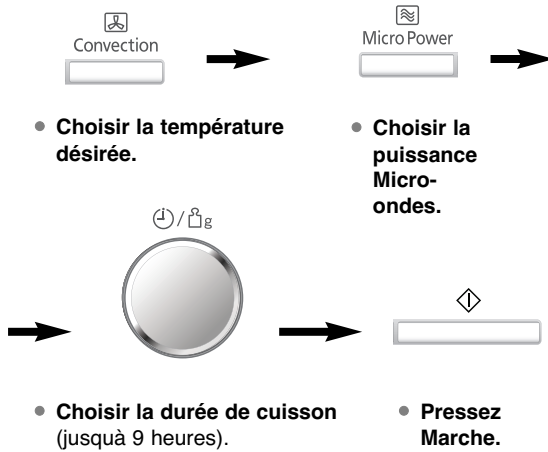 Convection
Micro Power
• Choisir la température
désirée.
• Choisir la
puissance
Micro-
ondes.
/ g
• Choisir la durée de cuisson
(jusquà 9 heures).
• Pressez
Marche.